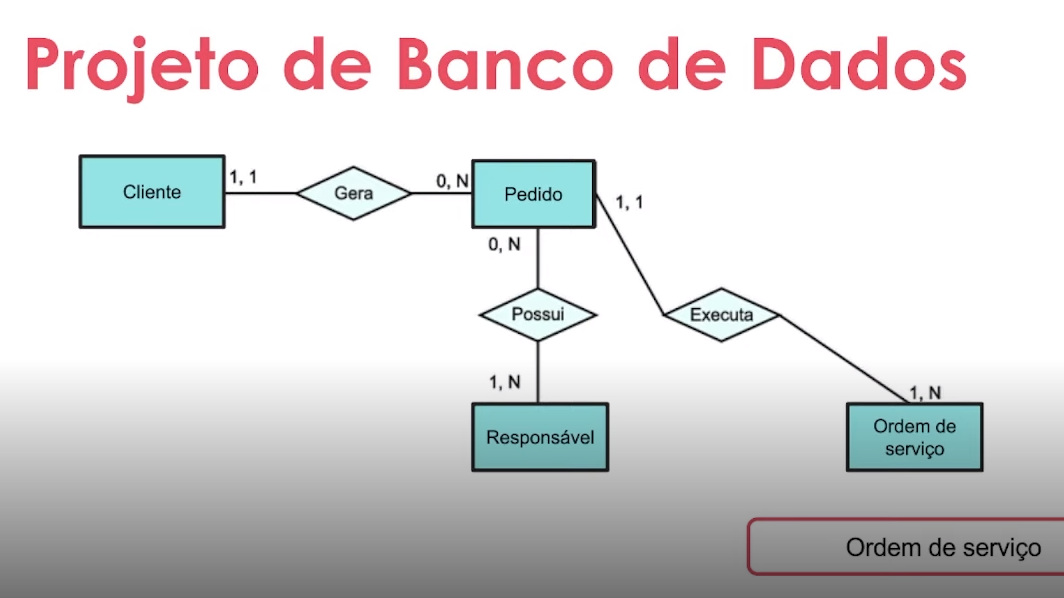 Projeto de Banco de Dados
Cliente
1, 1
Gera
0, N
Pedido
1, 1
0, N
Possui
Executa
1, N
1, N
Responsável
Ordem de
serviço
Ordem de serviço